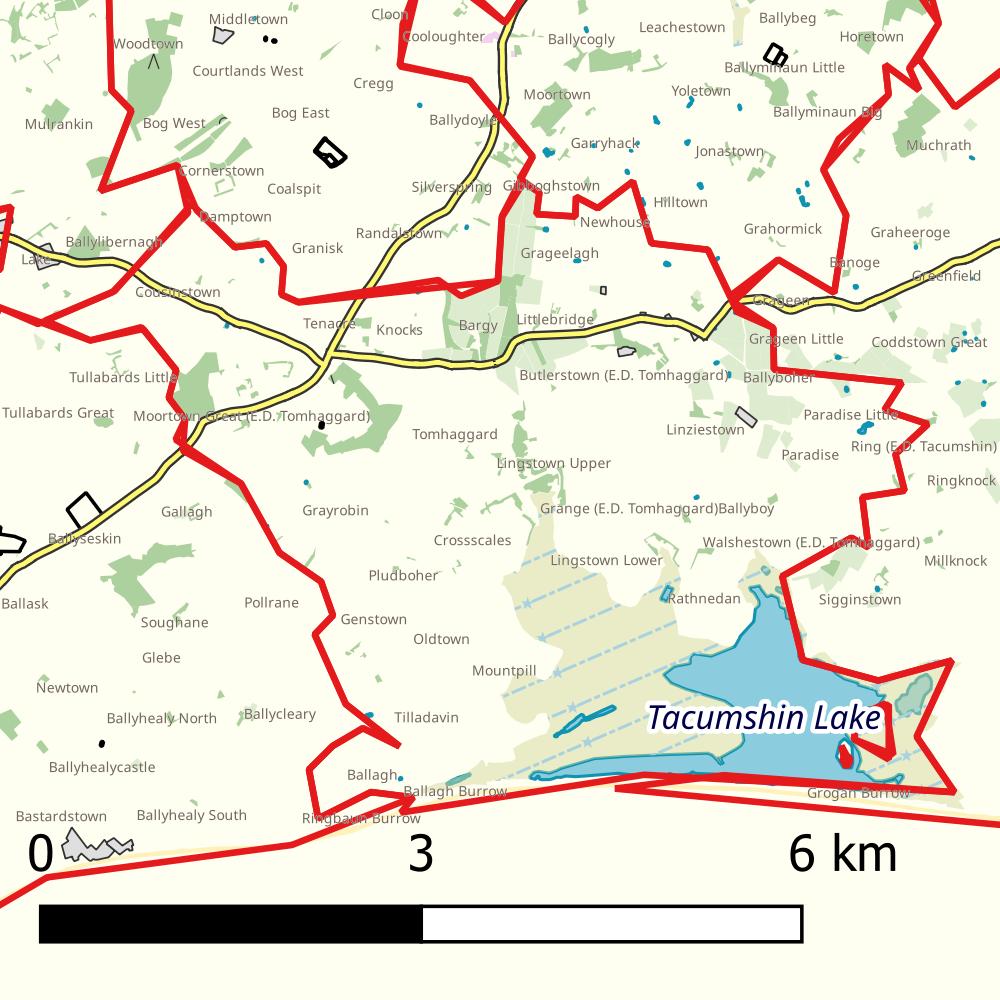 Cloon
Middletown
Ballybeg
Leachestown
Cooloughter
Horetown
Ballycogly
Woodtown
Courtlands West
Ballyminaun Little
Cregg
Yoletown
Moortown
Bog East
Ballyminaun Big
Ballydoyle
Mulrankin
Bog West
Garryhack
Muchrath
Jonastown
Cornerstown
Silverspring
Gibboghstown
Coalspit
Hilltown
Damptown
Newhouse
Grahormick
Graheeroge
Randalstown
Ballylibernagh
Granisk
Grageelagh
Lake
Banoge
Greenfield
Cousinstown
Grageen
Littlebridge
Tenacre
Bargy
Knocks
Grageen Little
Coddstown Great
Tullabards Little
Butlerstown (E.D. Tomhaggard)
Ballyboher
Tullabards Great
Moortown Great (E.D. Tomhaggard)
Paradise Little
Tomhaggard
Linziestown
Ring (E.D. Tacumshin)
Paradise
Lingstown Upper
Ringknock
Gallagh
Grayrobin
Grange (E.D. Tomhaggard)
Ballyboy
Ballyseskin
Crossscales
Walshestown (E.D. Tomhaggard)
Lingstown Lower
Millknock
Pludboher
Ballask
Pollrane
Rathnedan
Sigginstown
Soughane
Genstown
Oldtown
Glebe
Mountpill
Newtown
Ballyhealy North
Ballycleary
Tilladavin
Tacumshin Lake
Ballyhealycastle
Ballagh
Ballagh Burrow
Grogan Burrow
Bastardstown
Ballyhealy South
Ringbaun Burrow
0 3 6 km